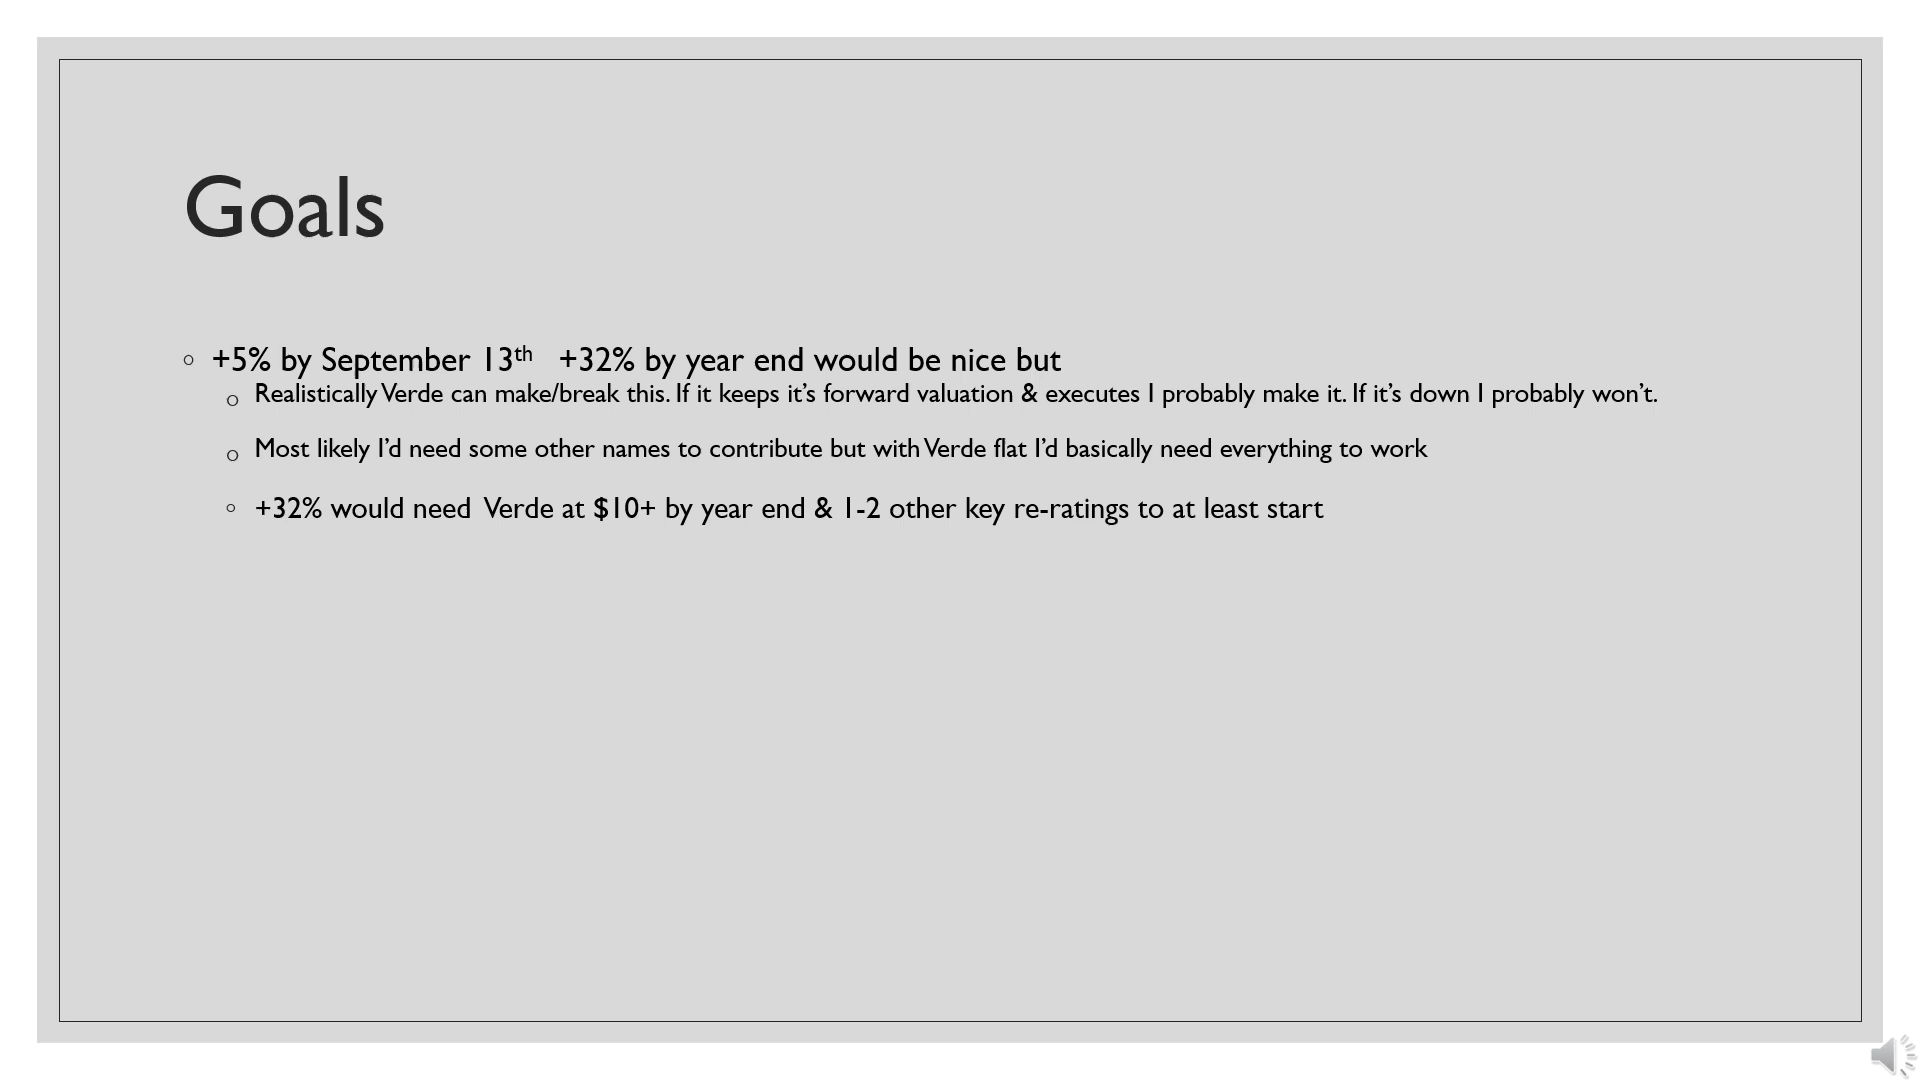 Goals
○ +5% by September 13th +32% by year end would be nice but
○ Realistically Verde can make/break this. If it keeps it’s forward valuation & executes I probably make it. If it’s down I probably won’t.
○ Most likely I’d need some other names to contribute but with Verde flat I’d basically need everything to work
○ +32% would need Verde at $10+ by year end & 1-2 other key re-ratings to at least start